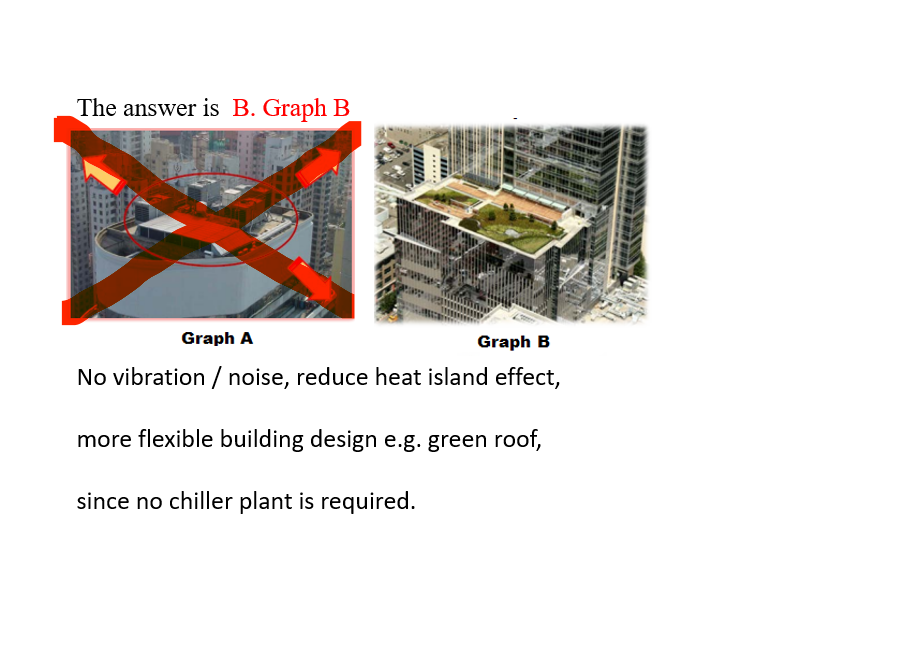 The answer is B. Graph B
Graph A
Graph B
No vibration / noise, reduce heat island effect,
more flexible building design e.g. green roof,
since no chiller plant is required.